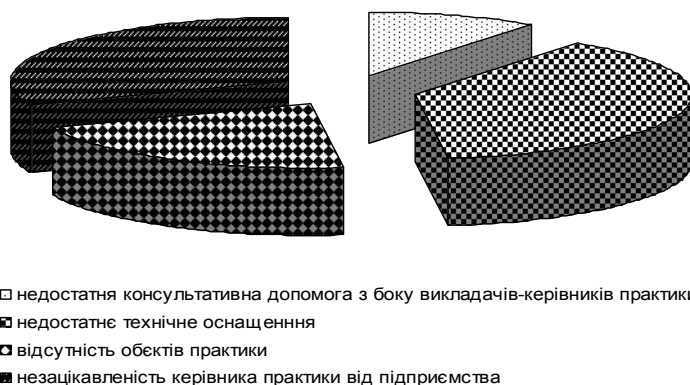 недостатня консультативна допомога з боку викладачів-керівників практики
недостатнє технічне оснащенння
відсутність обєктів практики
незацікавленість керівника практики від підприємства